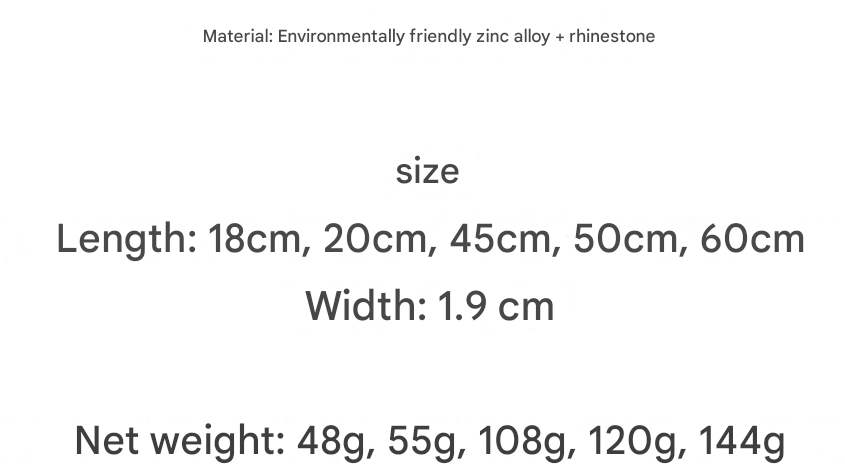 Material: Environmentally friendly zinc alloy + rhinestone
size
Length: 18cm, 20cm, 45cm, 50cm, 60cm
Width: 1.9 cm
Net weight: 48g, 55g, 108g, 120g, 144g